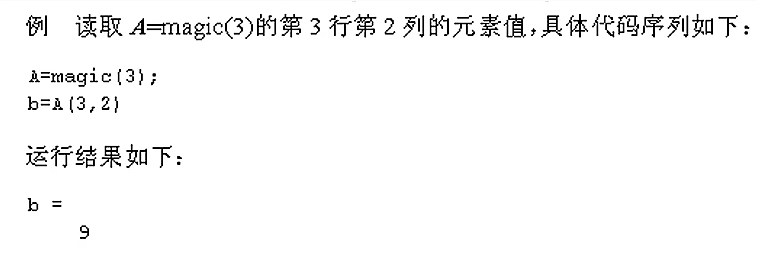 例 读取 A=magic(3)的第 3 行第 2 列的元素值,具体代码序列如下：
A=magic(3);
b=A(3,2)
运行结果如下：
b =
9